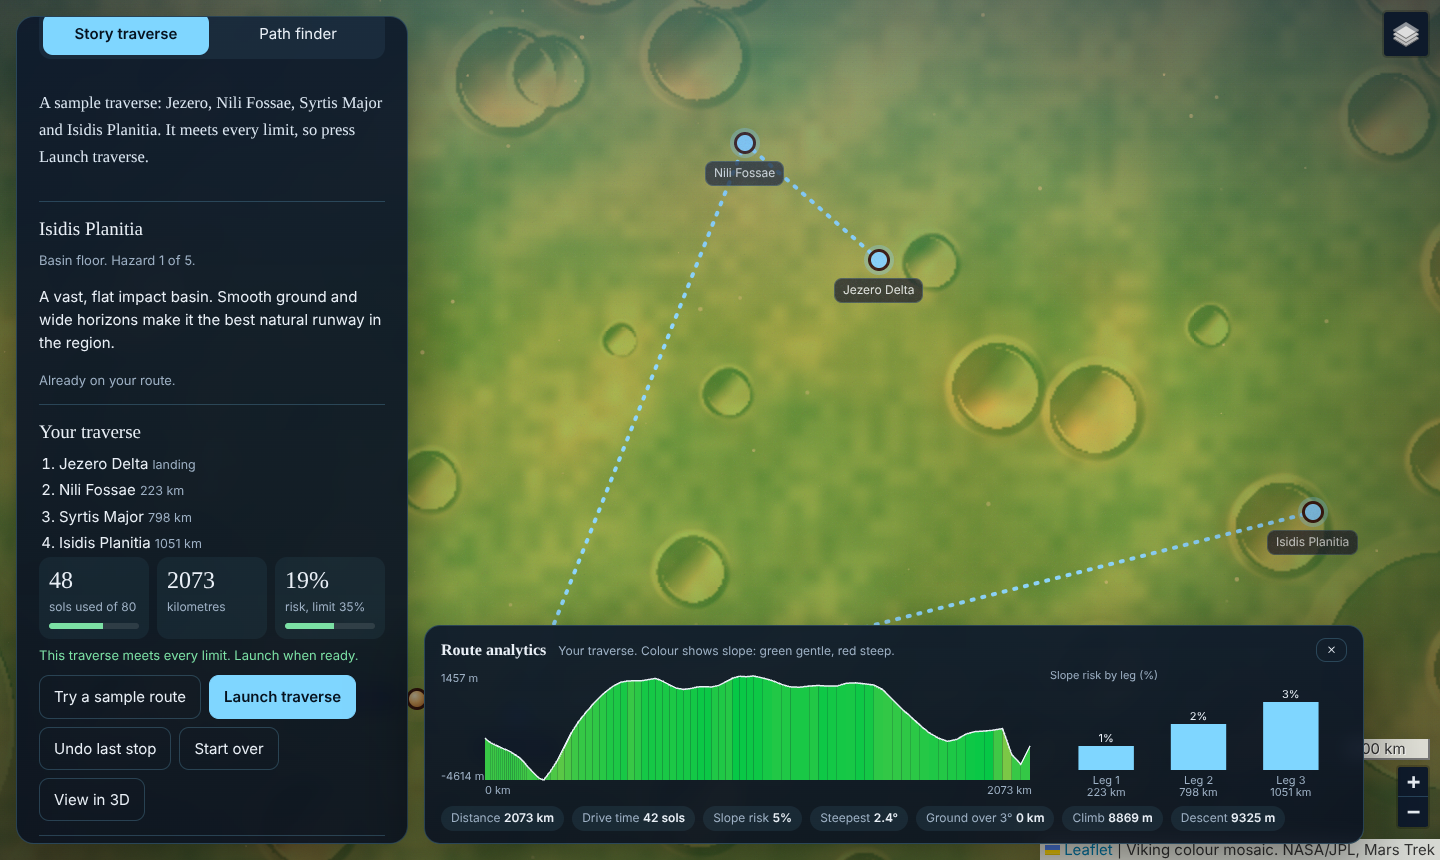 Story traverse
Path finder
A sample traverse: Jezero, Nili Fossae, Syrtis Major
and Isidis Planitia. It meets every limit, so press
Launch traverse.
Isidis Planitia
Basin floor. Hazard 1 of 5.
A vast, flat impact basin. Smooth ground and
wide horizons make it the best natural runway in
the region.
Already on your route.
Your traverse
1. Jezero Delta landing
2. Nili Fossae 223 km
3. Syrtis Major 798 km
4. Isidis Planitia 1051 km
48
sols used of 80
2073
kilometres
19%
risk, limit 35%
This traverse meets every limit. Launch when ready.
Try a sample route
Launch traverse
Undo last stop
Start over
View in 3D
Nili Fossae
Jezero Delta
Isidis Planitia
Route analytics
Your traverse. Colour shows slope: green gentle, red steep.
×
1457 m
-4614 m
0 km
2073 km
Slope risk by leg (%)
1%
2%
3%
Leg 1
223 km
Leg 2
798 km
Leg 3
1051 km
Distance 2073 km
Drive time 42 sols
Slope risk 5%
Steepest 2.4°
Ground over 3° 0 km
Climb 8869 m
Descent 9325 m
00 km
+
−
Leaflet | Viking colour mosaic. NASA/JPL, Mars Trek